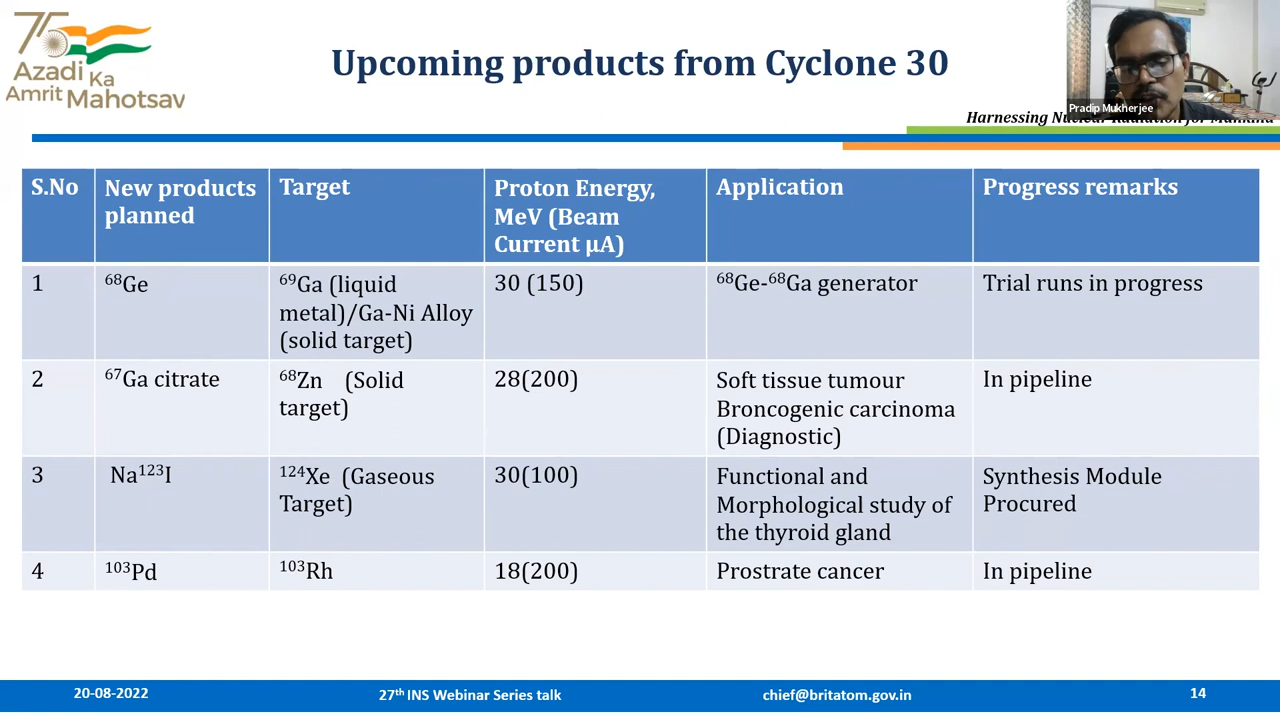 75
Azadi Ka
Amrit Mahotsav
Upcoming products from Cyclone 30
Pradip Mukherjee
Harnessing Nuclear Radiation for Mankind
S.No
New products
planned
Target
Proton Energy,
MeV (Beam
Current µA)
Application
Progress remarks
1
⁶⁸Ge
⁶⁹Ga (liquid
metal)/Ga-Ni Alloy
(solid target)
30 (150)
⁶⁸Ge-⁶⁸Ga generator
Trial runs in progress
2
⁶⁷Ga citrate
⁶⁸Zn (Solid
target)
28(200)
Soft tissue tumour
Broncogenic carcinoma
(Diagnostic)
In pipeline
3
Na¹²³I
¹²⁴Xe (Gaseous
Target)
30(100)
Functional and
Morphological study of
the thyroid gland
Synthesis Module
Procured
4
¹⁰³Pd
¹⁰³Rh
18(200)
Prostrate cancer
In pipeline
20-08-2022
27ᵗʰ INS Webinar Series talk
chief@britatom.gov.in
14